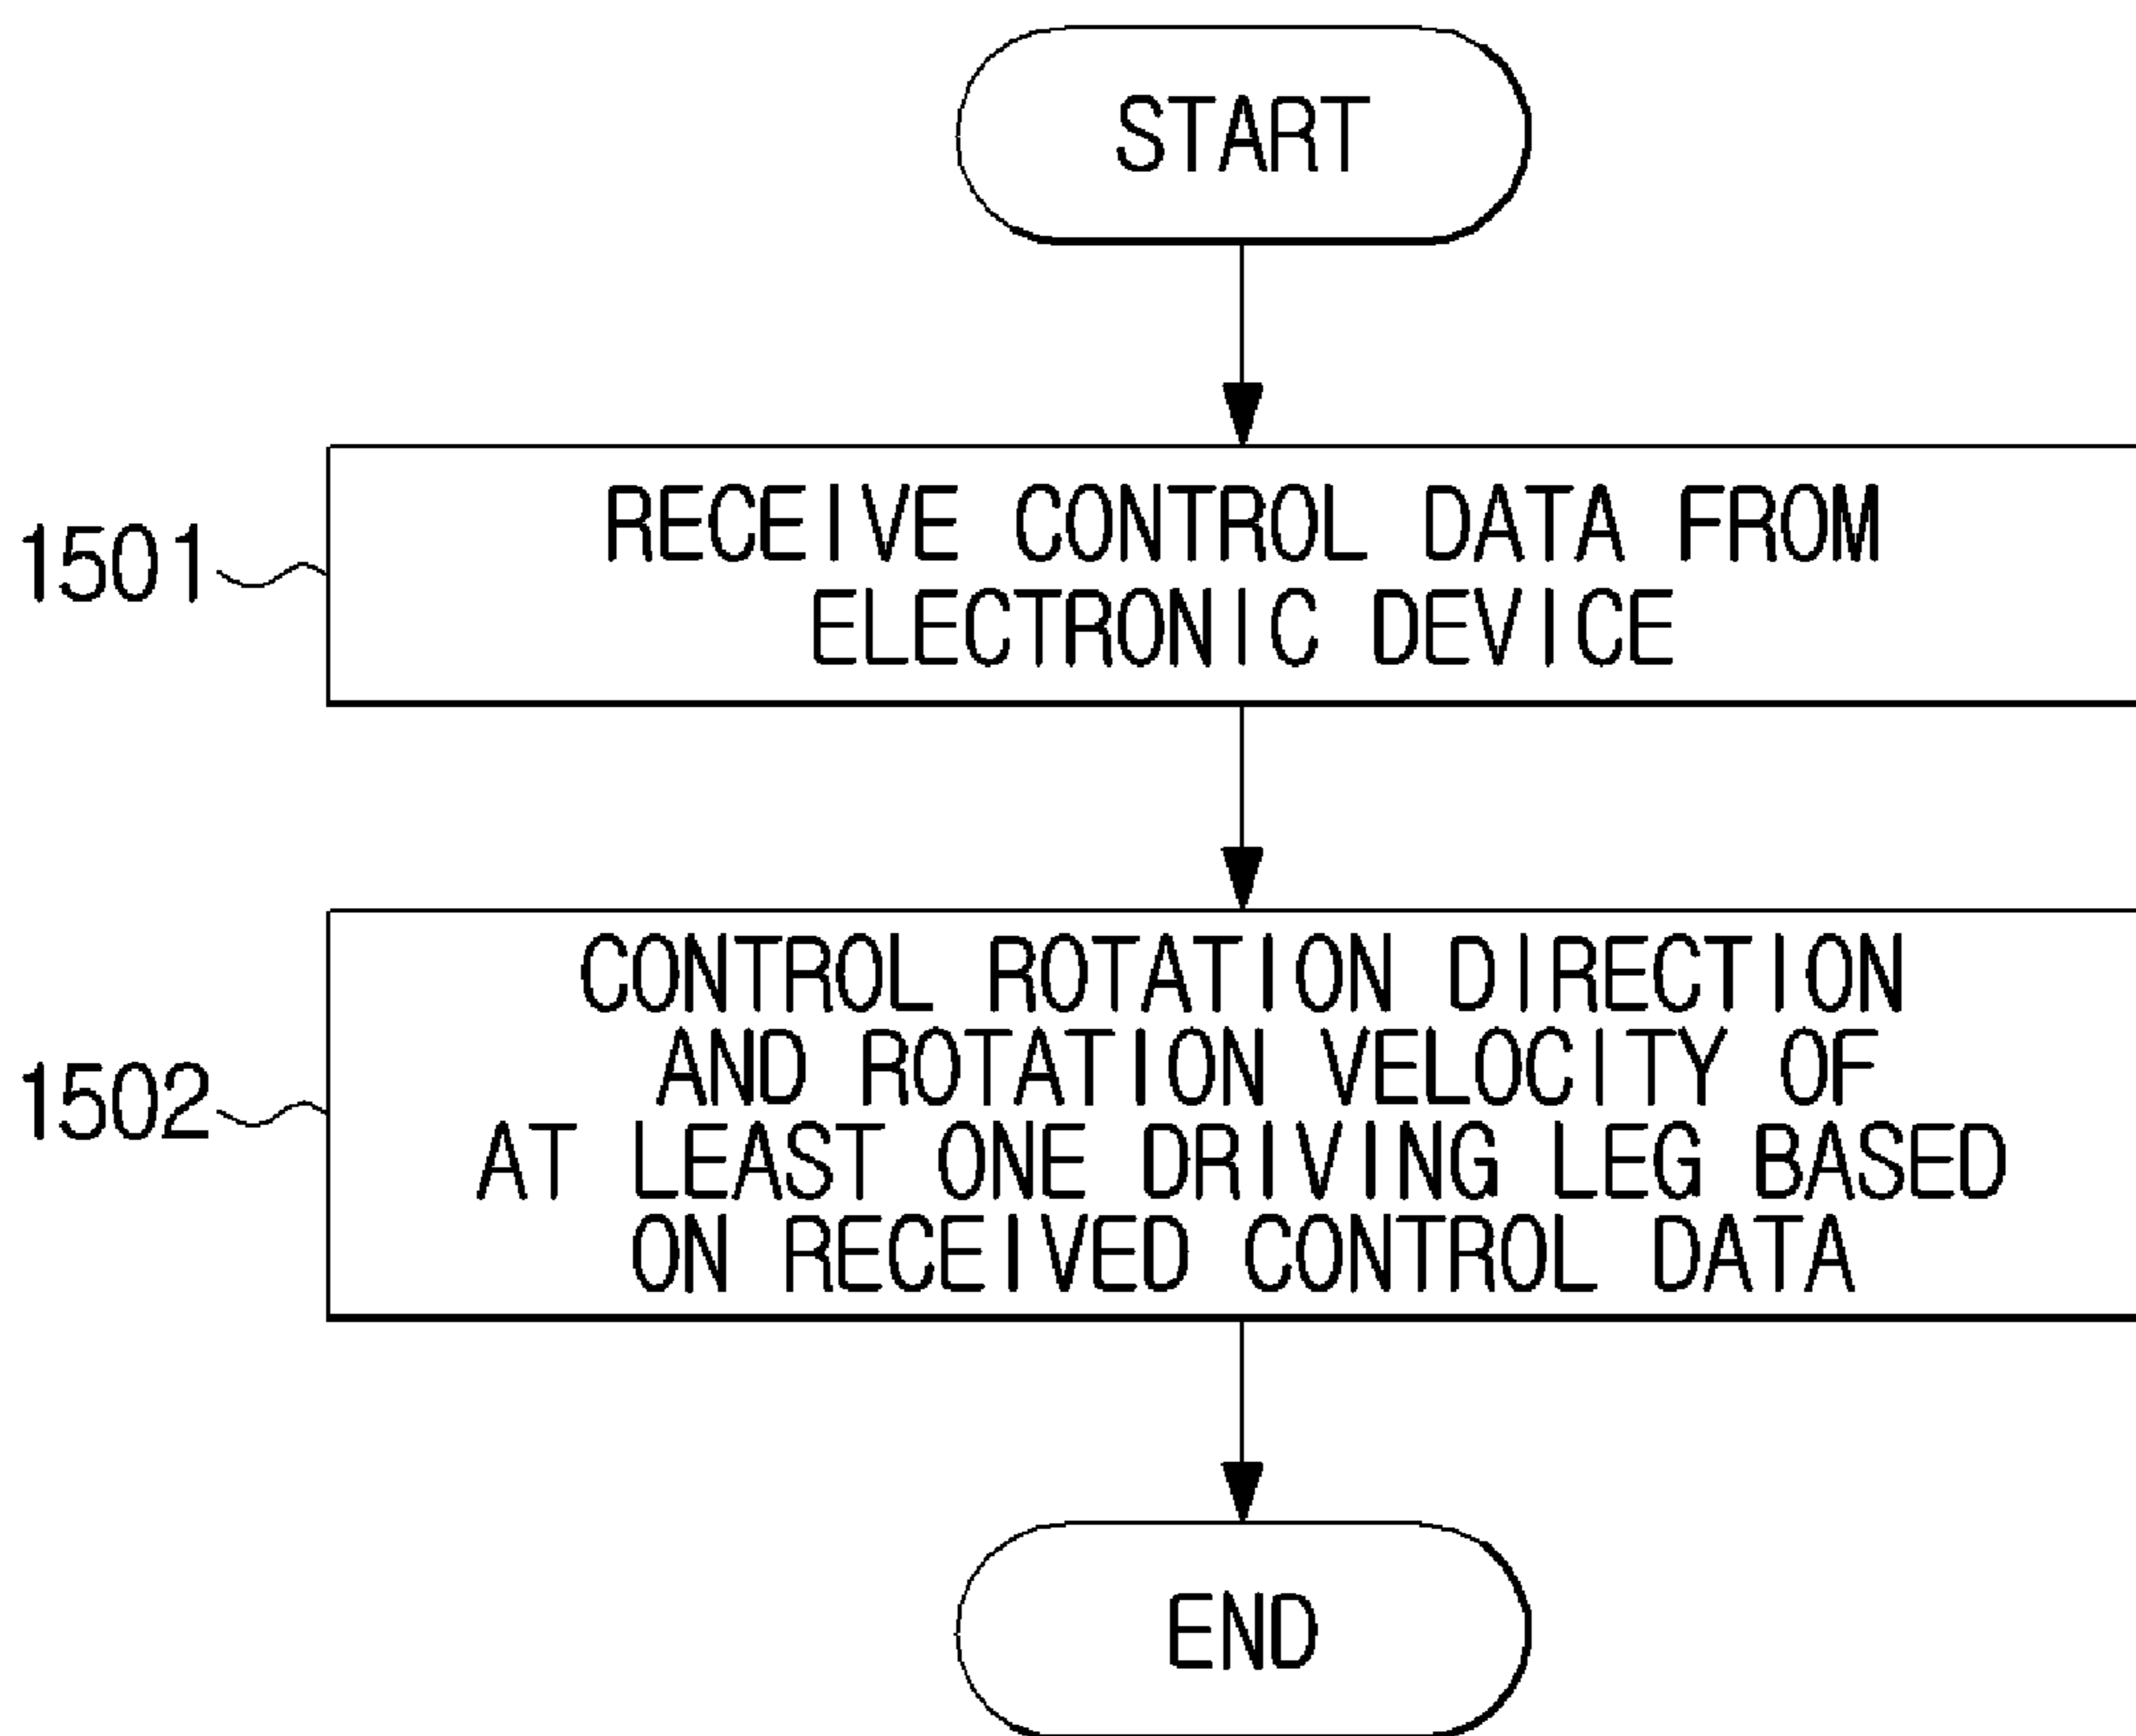 START
1501
RECEIVE CONTROL DATA FROM
ELECTRONIC DEVICE
1502
CONTROL ROTATION DIRECTION
AND ROTATION VELOCITY OF
AT LEAST ONE DRIVING LEG BASED
ON RECEIVED CONTROL DATA
END